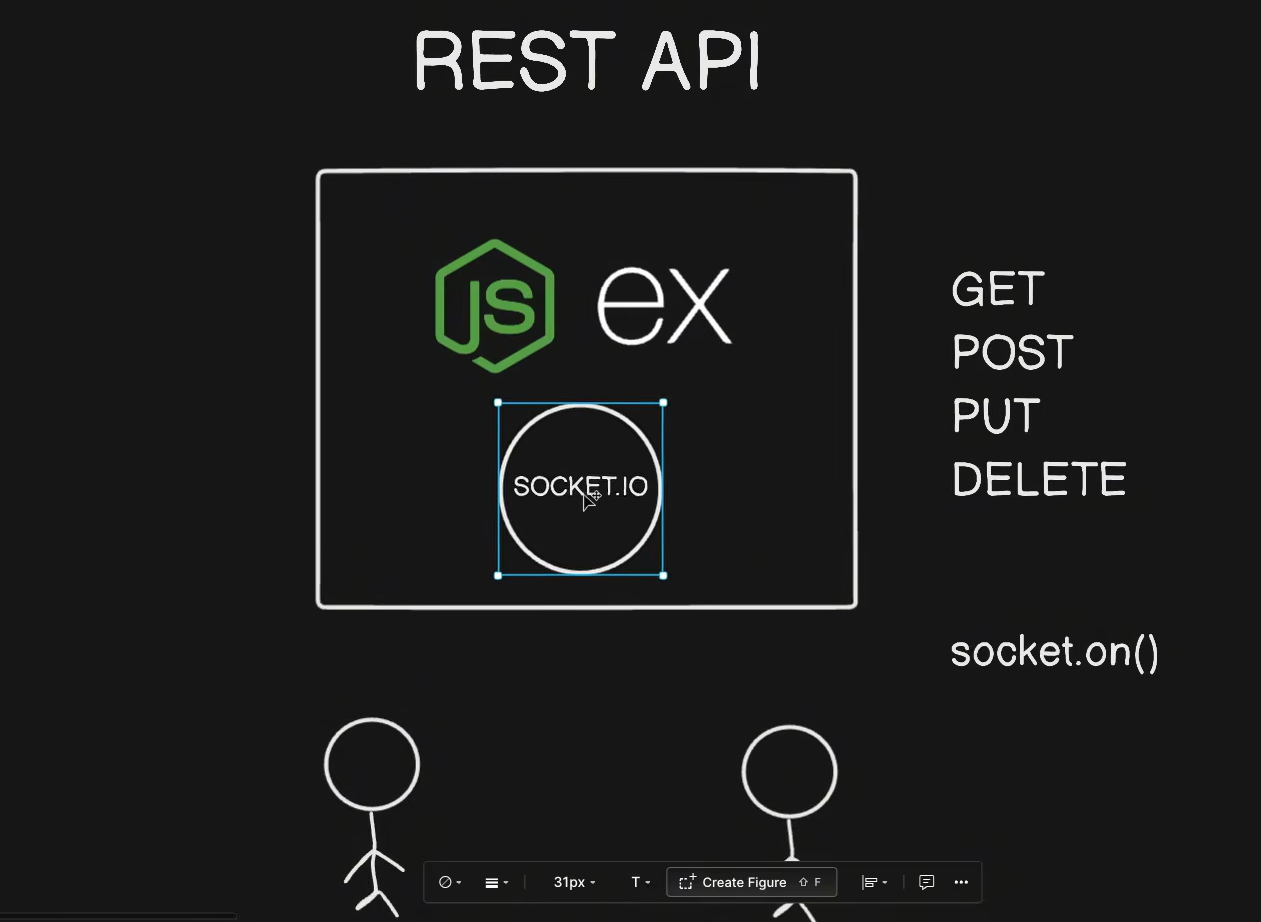 REST API
JS
ex
GET
POST
PUT
DELETE
SOCKET.IO
socket.on()
31px
T
Create Figure
F